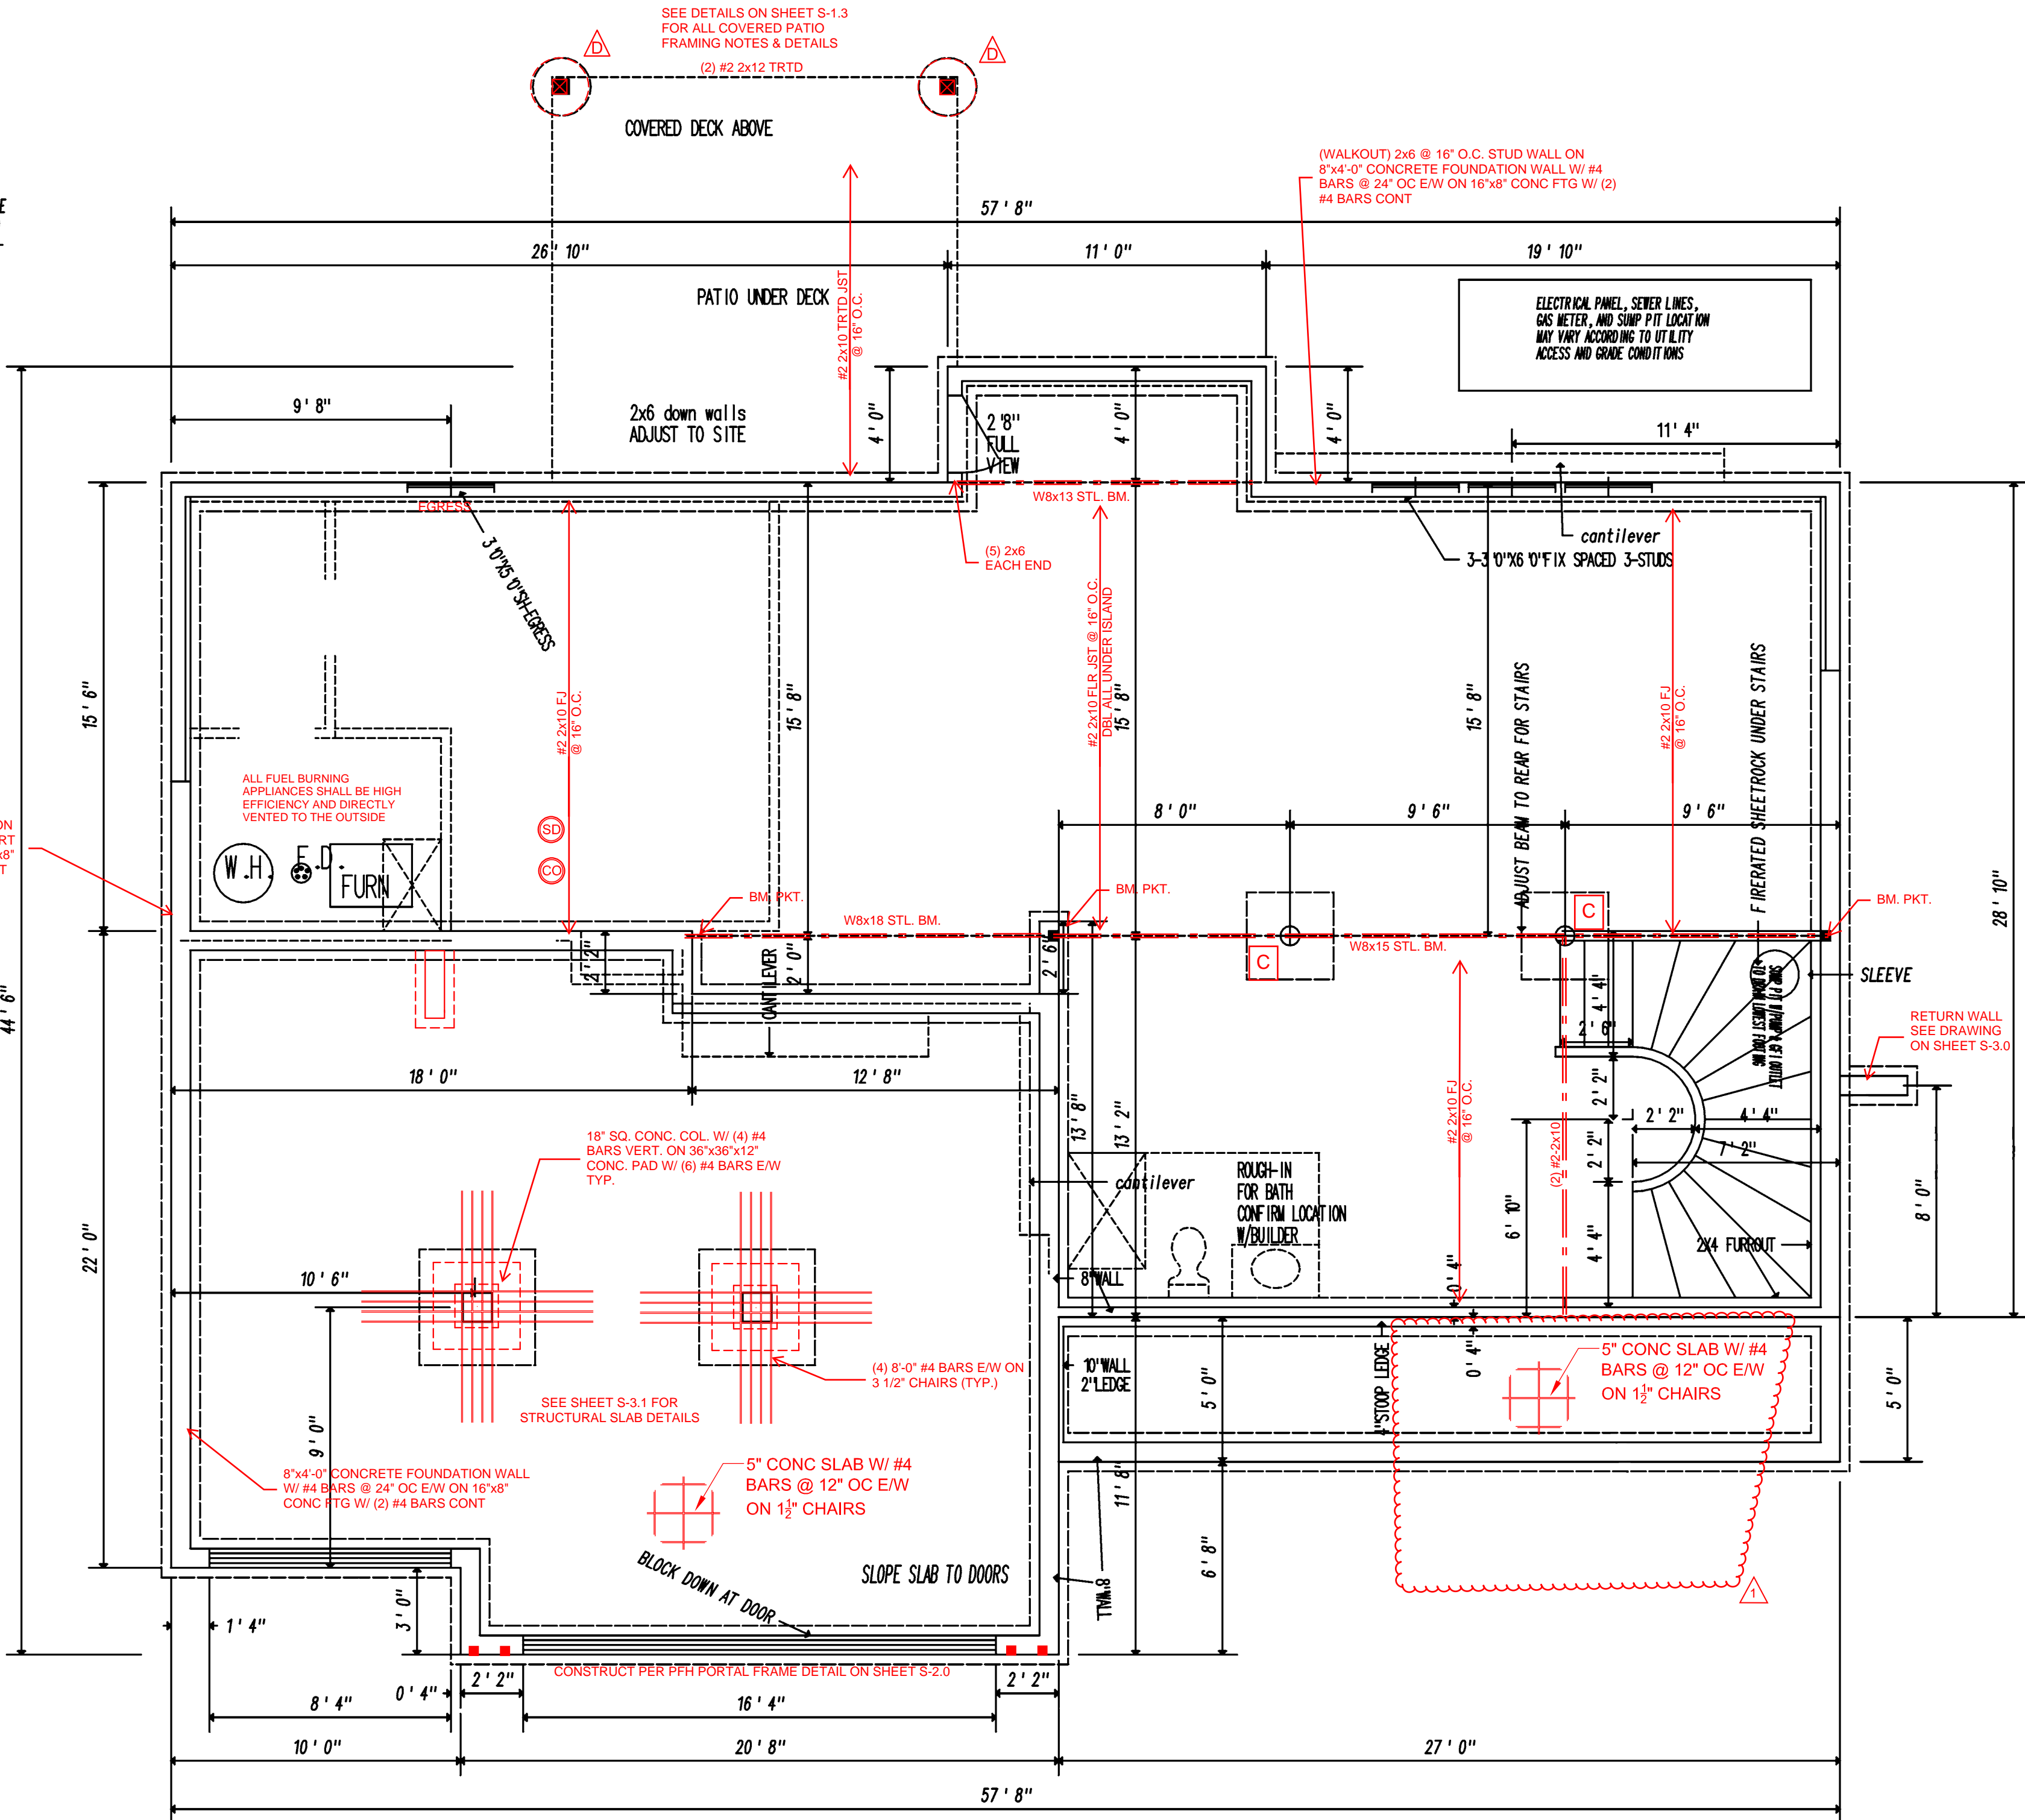 SEE DETAILS ON SHEET S-1.3
FOR ALL COVERED PATIO
FRAMING NOTES & DETAILS
D
D
(2) #2 2x12 TRTD
COVERED DECK ABOVE
(WALKOUT) 2x6 @ 16" O.C. STUD WALL ON
8"x4'-0" CONCRETE FOUNDATION WALL W/ #4
BARS @ 24" OC E/W ON 16"x8" CONC FTG W/ (2)
#4 BARS CONT
57'8"
26'10"
11'0"
19'10"
PATIO UNDER DECK
#2 2x10 TRTD JST
@ 16" O.C.
ELECTRICAL PANEL, SEWER LINES,
GAS METER, AND SUMP PIT LOCATION
MAY VARY ACCORDING TO UTILITY
ACCESS AND GRADE CONDITIONS
9'8"
2x6 down walls
ADJUST TO SITE
4'0"
2'8"
FULL
VIEW
4'0"
4'0"
11'4"
EGRESS
3'0"X5'0"SH-EGRESS
W8x13 STL. BM.
(5) 2x6
EACH END
cantilever
3-3'0"X6'0"FIX SPACED 3-STUDS
15'6"
#2 2x10 FJ
@ 16" O.C.
15'8"
#2 2x10 FLR JST @ 16" O.C.
DBL ALL UNDER ISLAND
15'8"
15'8"
ADJUST BEAM TO REAR FOR STAIRS
#2 2x10 FJ
@ 16" O.C.
FIRERATED SHEETROCK UNDER STAIRS
ALL FUEL BURNING
APPLIANCES SHALL BE HIGH
EFFICIENCY AND DIRECTLY
VENTED TO THE OUTSIDE
SD
CO
W.H.
F.D.
FURN
8'0"
9'6"
9'6"
28'10"
BM. PKT.
BM. PKT.
BM. PKT.
W8x18 STL. BM.
W8x15 STL. BM.
C
C
2'2"
CANTILEVER
2'0"
2'6"
44'6"
4'4"
2'6"
SUMP PIT W/PUMP & GFI OUTLET
TO DRAIN LOWEST FOOTING
SLEEVE
RETURN WALL
SEE DRAWING
ON SHEET S-3.0
18'0"
12'8"
13'8"
13'2"
#2 2x10 FJ
@ 16" O.C.
(2) #2-2x10
2'2"
2'2"
4'4"
7'2"
2'2"
6'10"
4'4"
8'0"
18" SQ. CONC. COL. W/ (4) #4
BARS VERT. ON 36"x36"x12"
CONC. PAD W/ (6) #4 BARS E/W
TYP.
cantilever
ROUGH-IN
FOR BATH
CONFIRM LOCATION
W/BUILDER
2X4 FURROUT
22'0"
10'6"
8"WALL
0'4"
9'0"
(4) 8'-0" #4 BARS E/W ON
3 1/2" CHAIRS (TYP.)
SEE SHEET S-3.1 FOR
STRUCTURAL SLAB DETAILS
10"WALL
2"LEDGE
5'0"
4"STOOP LEDGE
0'4"
5" CONC SLAB W/ #4
BARS @ 12" OC E/W
ON 1½" CHAIRS
5'0"
8"x4'-0" CONCRETE FOUNDATION WALL
W/ #4 BARS @ 24" OC E/W ON 16"x8"
CONC FTG W/ (2) #4 BARS CONT
5" CONC SLAB W/ #4
BARS @ 12" OC E/W
ON 1½" CHAIRS
11'8"
6'8"
8"WALL
BLOCK DOWN AT DOOR
SLOPE SLAB TO DOORS
1
1'4"
3'0"
CONSTRUCT PER PFH PORTAL FRAME DETAIL ON SHEET S-2.0
8'4"
0'4"
2'2"
16'4"
2'2"
10'0"
20'8"
27'0"
57'8"